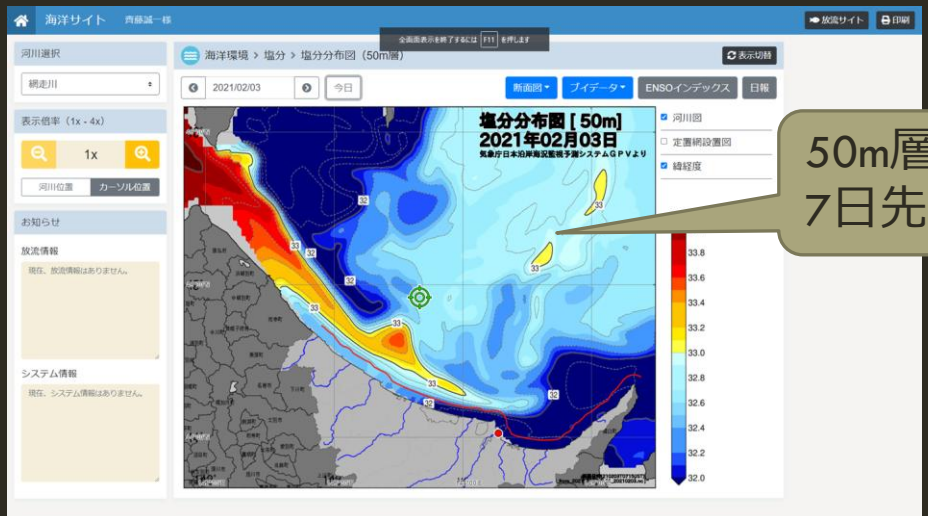 海洋サイト 齊藤誠一様
放流サイト 印刷
全画面表示を終了するには F11 を押します
河川選択
網走川
表示倍率（1x - 4x）
1x
河川位置 カーソル位置
お知らせ
放流情報
現在、放流情報はありません。
システム情報
現在、システム情報はありません。
海洋環境 > 塩分 > 塩分分布図（50m層）
表示切替
2021/02/03 今日
断面図 ブイデータ ENSOインデックス 日報
塩分分布図 [ 50m]
2021年02月03日
気象庁日本沿岸海況監視予測システムＧＰＶより
河川図
定置網設置図
緯経度
50m層
7日先
32
33
33
32
32
33
33
33
32
32
33.8
33.6
33.4
33.2
33.0
32.8
32.6
32.4
32.2
32.0